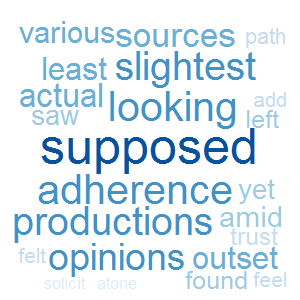 various sources path
least slightest
actual looking add
saw left
supposed
adherence yet
productions amid
trust
felt opinions outset
solicit atone found feel